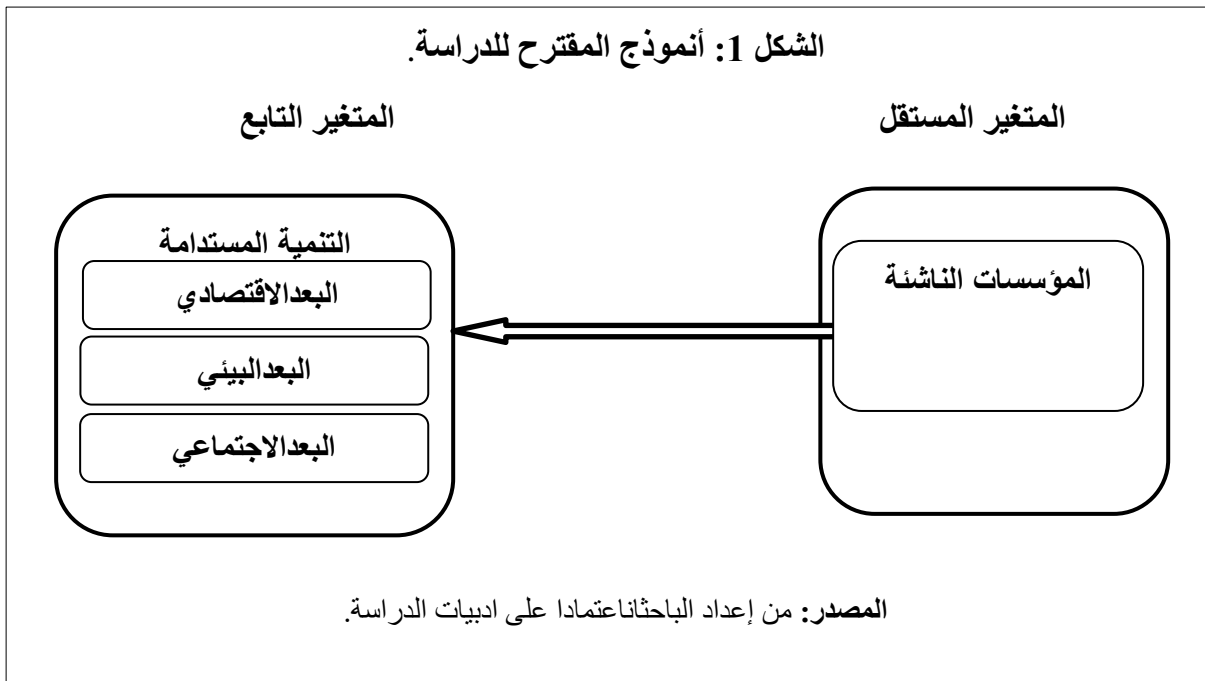 الشكل 1: أنموذج المقترح للدراسة.
المتغير المستقل
المتغير التابع
المؤسسات الناشئة
التنمية المستدامة
البعدالاقتصادي
البعدالبيئي
البعدالاجتماعي
المصدر: من إعداد الباحثاناعتمادا على ادبيات الدراسة.